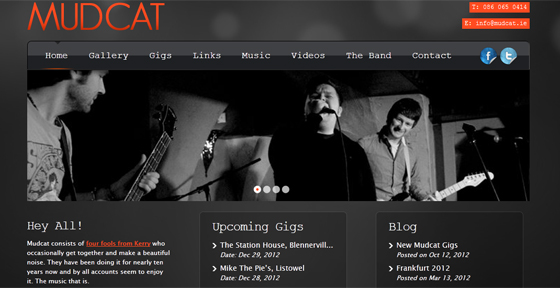 MUDCAT
T: 086 065 0414
E: info@mudcat.ie
Home Gallery Gigs Links Music Videos The Band Contact
Hey All!
Mudcat consists of four fools from Kerry who
occasionally get together and make a beautiful
noise. They have been doing it for nearly ten
years now and by all accounts seem to enjoy
it. The music that is.
Upcoming Gigs
The Station House, Blennervill...
Date: Dec 29, 2012
Mike The Pie's, Listowel
Date: Dec 28, 2012
Blog
New Mudcat Gigs
Posted on Oct 12, 2012
Frankfurt 2012
Posted on Mar 13, 2012